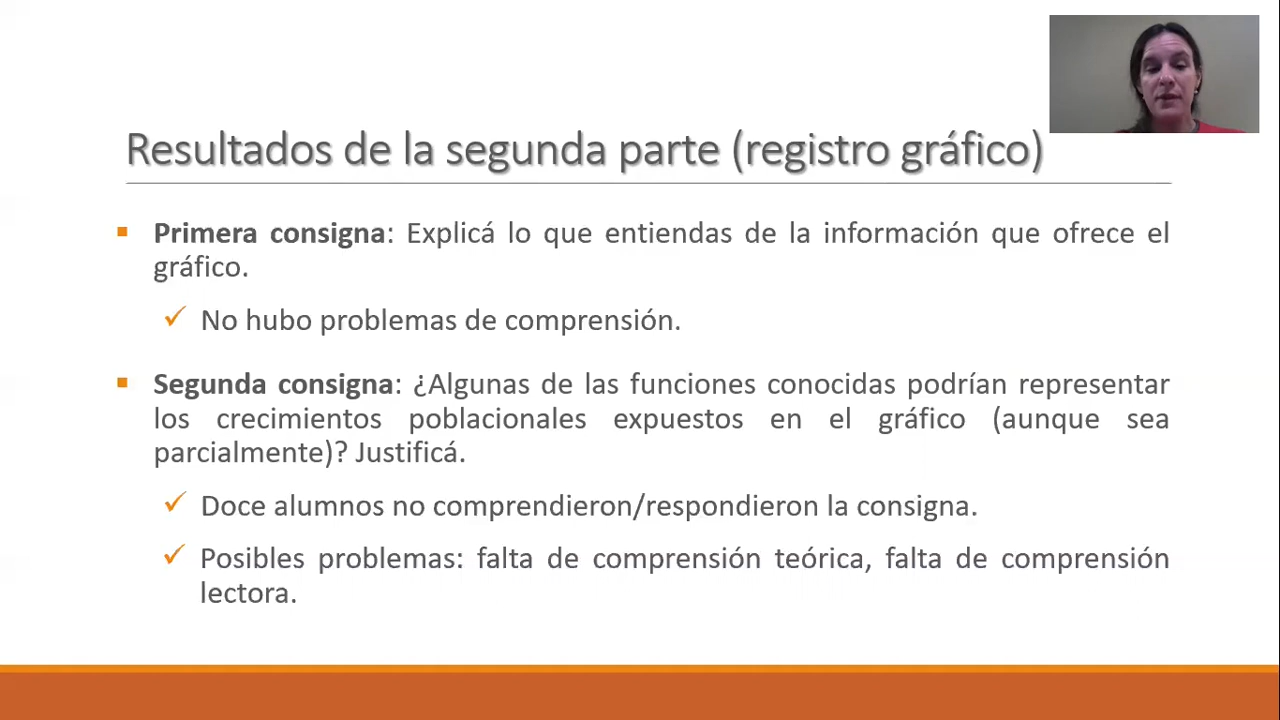 Resultados de la segunda parte (registro gráfico)
Primera consigna: Explicá lo que entiendas de la información que ofrece el
gráfico.
No hubo problemas de comprensión.
Segunda consigna: ¿Algunas de las funciones conocidas podrían representar
los crecimientos poblacionales expuestos en el gráfico (aunque sea
parcialmente)? Justificá.
Doce alumnos no comprendieron/respondieron la consigna.
Posibles problemas: falta de comprensión teórica, falta de comprensión
lectora.